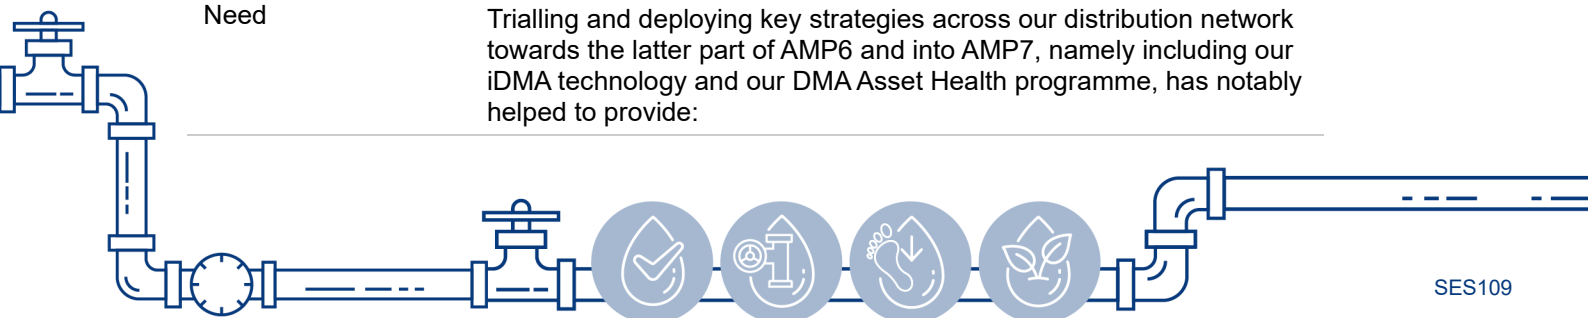 Need
Trialling and deploying key strategies across our distribution network
towards the latter part of AMP6 and into AMP7, namely including our
iDMA technology and our DMA Asset Health programme, has notably
helped to provide:
SES109